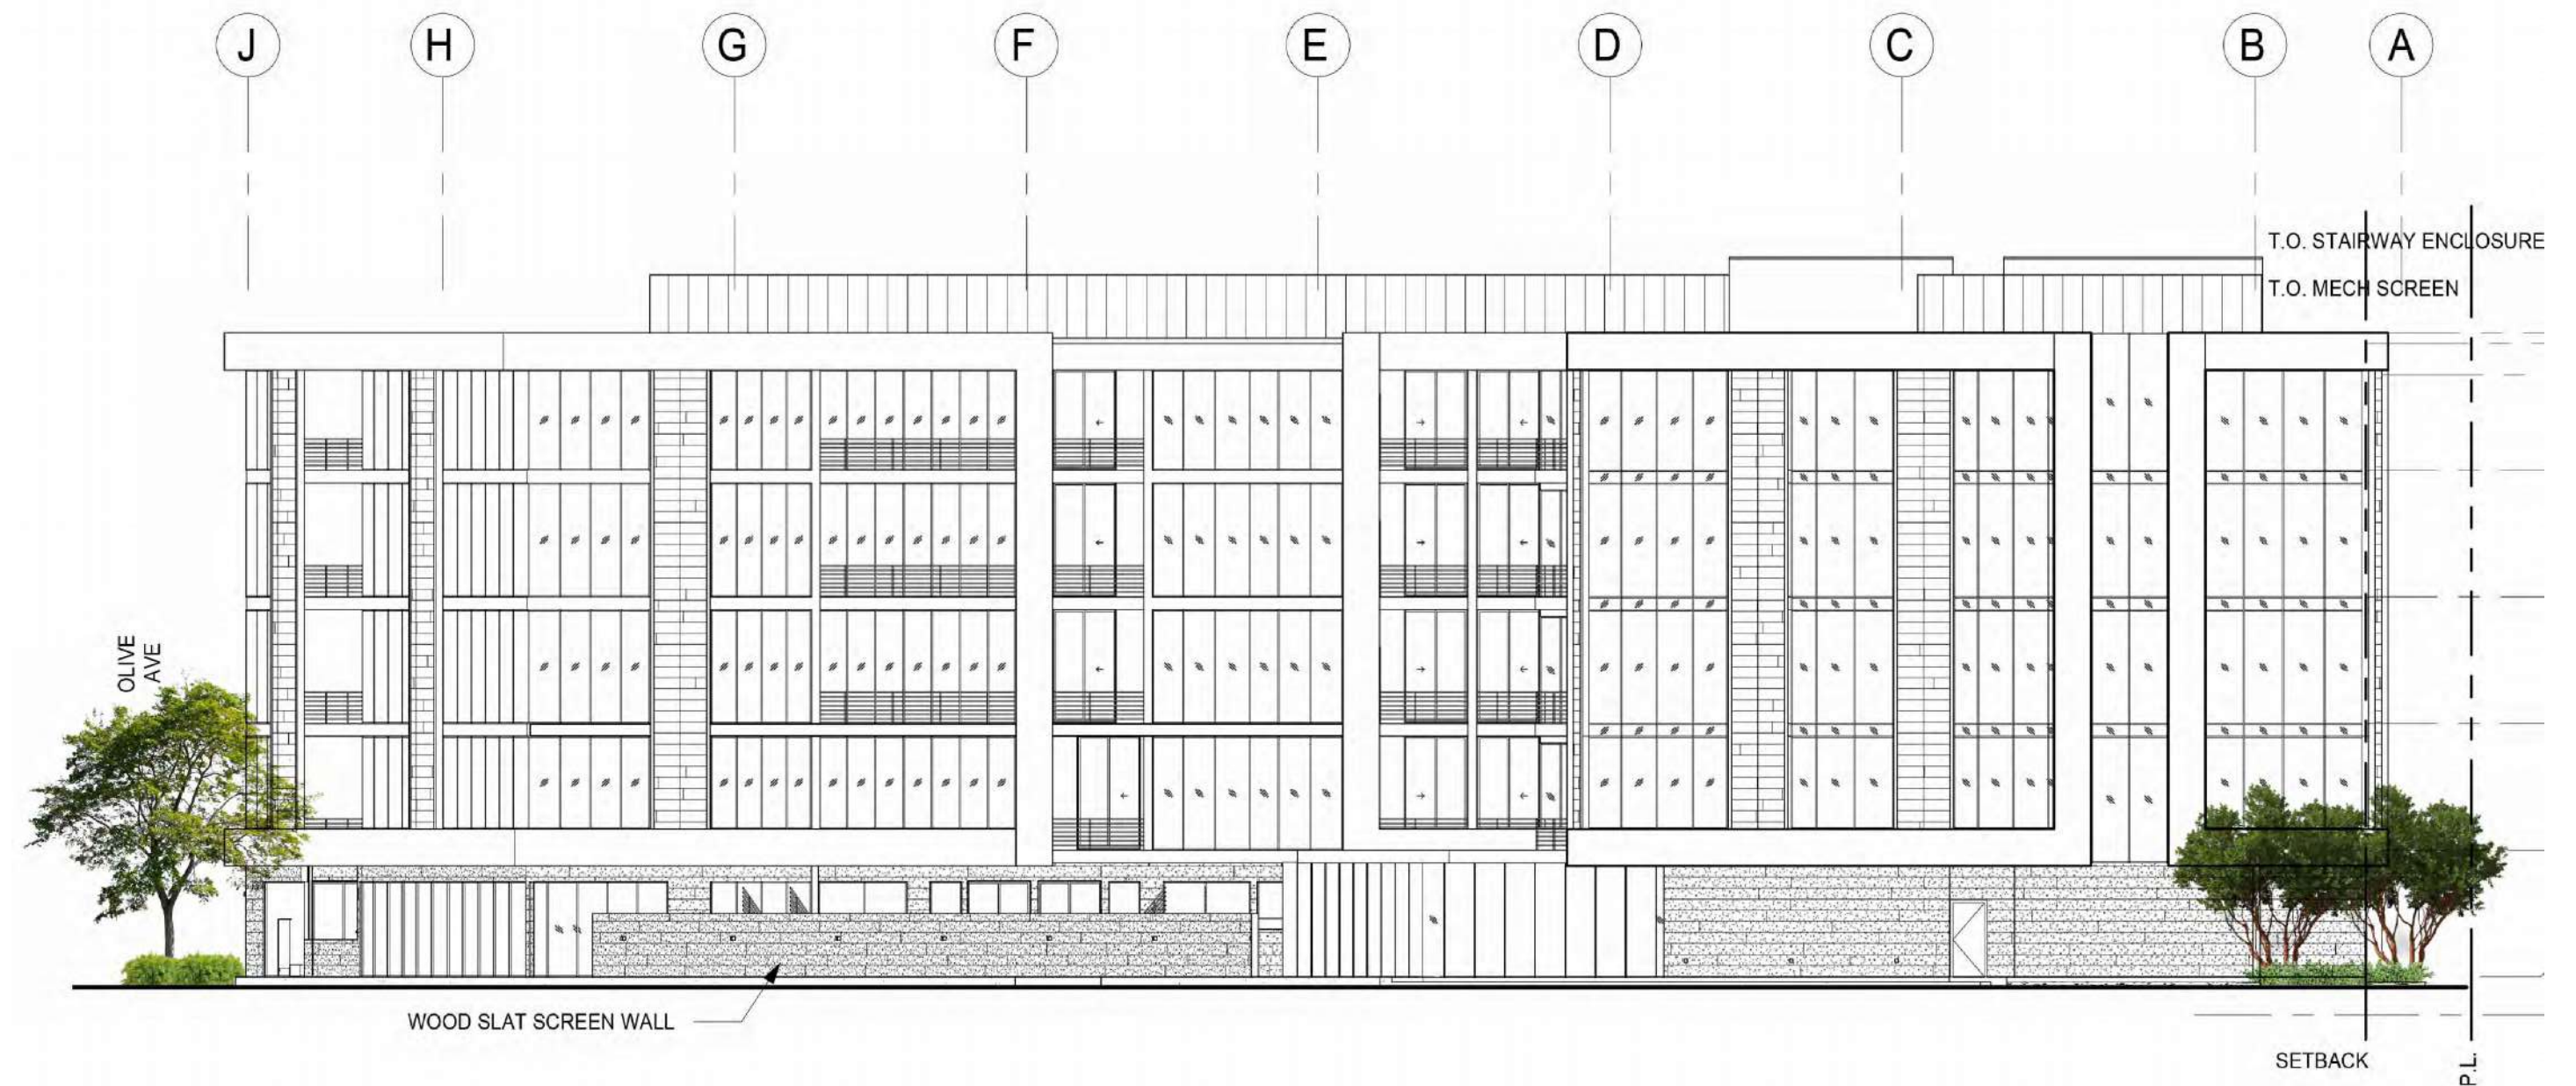 J
H
G
F
E
D
C
B
A
T.O. STAIRWAY ENCLOSURE
T.O. MECH SCREEN
OLIVE
AVE
WOOD SLAT SCREEN WALL
SETBACK
P.L.